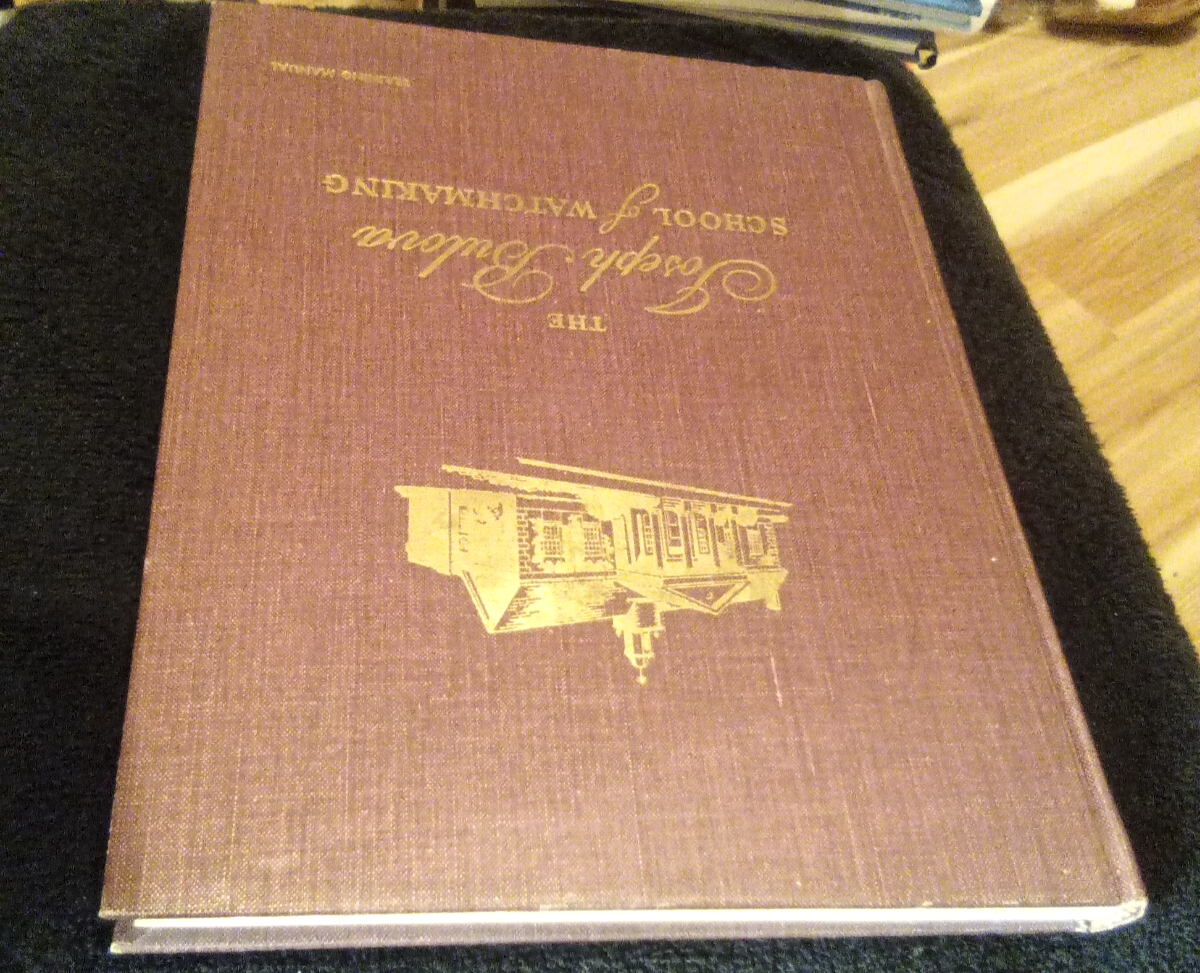 THE
Joseph Bulova
SCHOOL of WATCHMAKING
TRAINING MANUAL